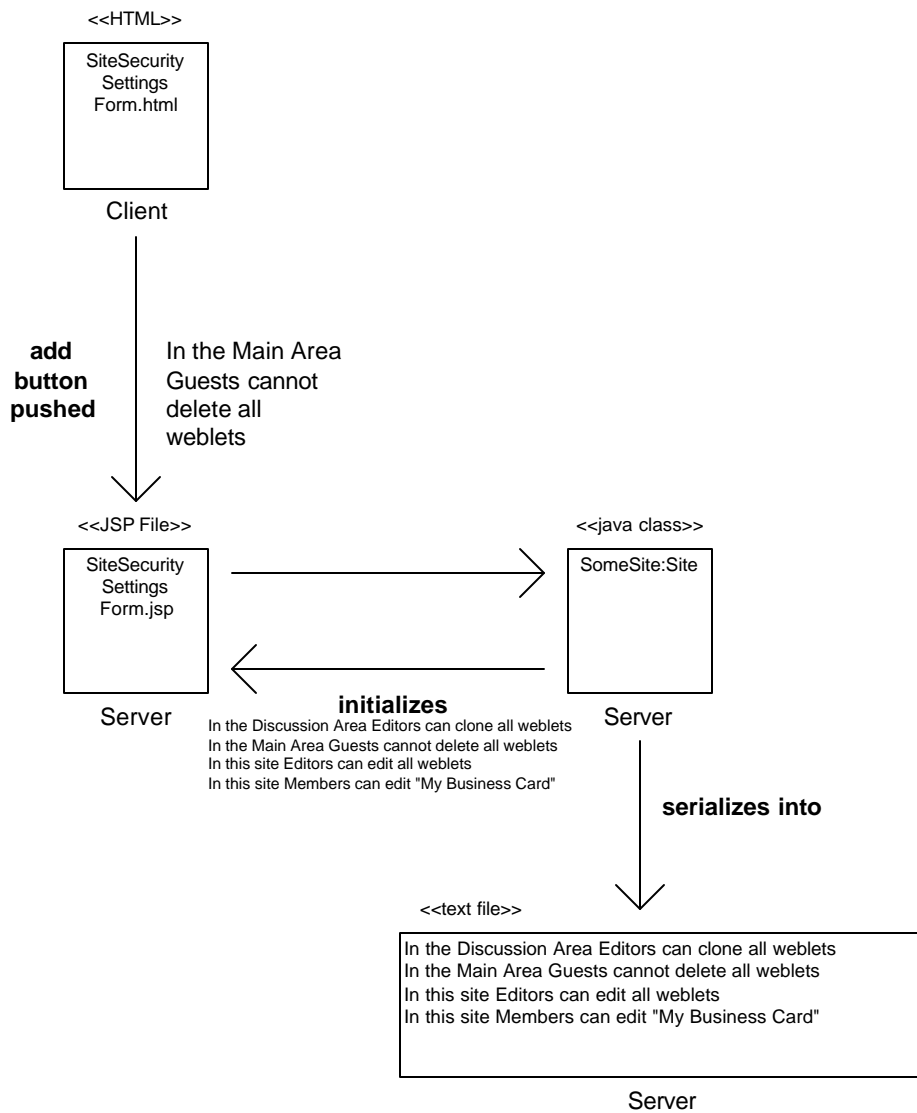 <<HTML>>
SiteSecurity
Settings
Form.html
Client
add
button
pushed
In the Main Area
Guests cannot
delete all
weblets
<<JSP File>>
SiteSecurity
Settings
Form.jsp
Server
<<java class>>
SomeSite:Site
Server
initializes
In the Discussion Area Editors can clone all weblets
In the Main Area Guests cannot delete all weblets
In this site Editors can edit all weblets
In this site Members can edit "My Business Card"
serializes into
<<text file>>
In the Discussion Area Editors can clone all weblets
In the Main Area Guests cannot delete all weblets
In this site Editors can edit all weblets
In this site Members can edit "My Business Card"
Server